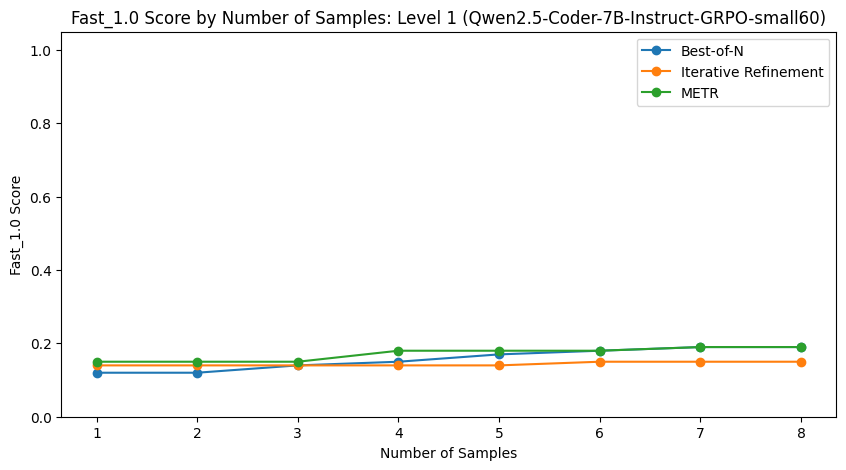 Fast_1.0 Score by Number of Samples: Level 1 (Qwen2.5-Coder-7B-Instruct-GRPO-small60)
Best-of-N
Iterative Refinement
METR
1.0
0.8
0.6
0.4
0.2
0.0
Fast_1.0 Score
1 2 3 4 5 6 7 8
Number of Samples